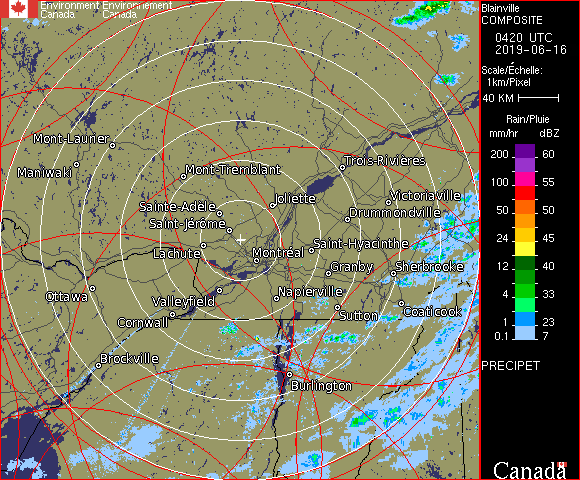 Environment Environnement
Canada Canada
Blainville
COMPOSITE
0420 UTC
2019-06-16
Scale/Échelle:
1km/Pixel
40 KM
Rain/Pluie
mm/hr dBZ
200 60
100 55
50 50
24 45
12 40
4 33
1 23
0.1 7
PRECIPET
Canada
Mont-Laurier
Maniwaki
Mont-Tremblant
Trois-Rivières
Joliette
Victoriaville
Sainte-Adèle
Drummondville
Saint-Jérôme
Saint-Hyacinthe
Lachute
Montréal
Granby
Sherbrooke
Ottawa
Valleyfield
Napierville
Cornwall
Sutton
Coaticook
Brockville
Burlington